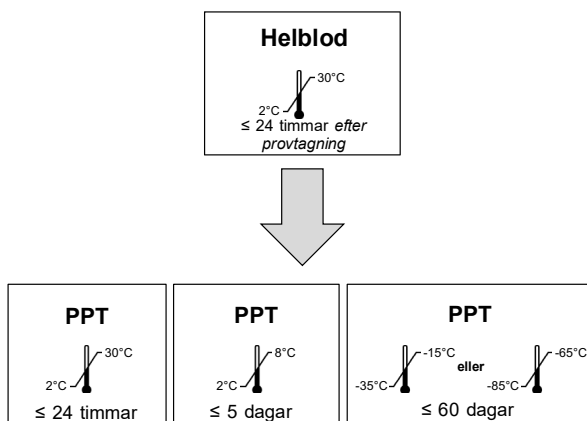 Helblod
30°C
2°C
≤ 24 timmar efter
provtagning
PPT
30°C
2°C
≤ 24 timmar
PPT
8°C
2°C
≤ 5 dagar
PPT
-15°C
eller
-65°C
-35°C
-85°C
≤ 60 dagar